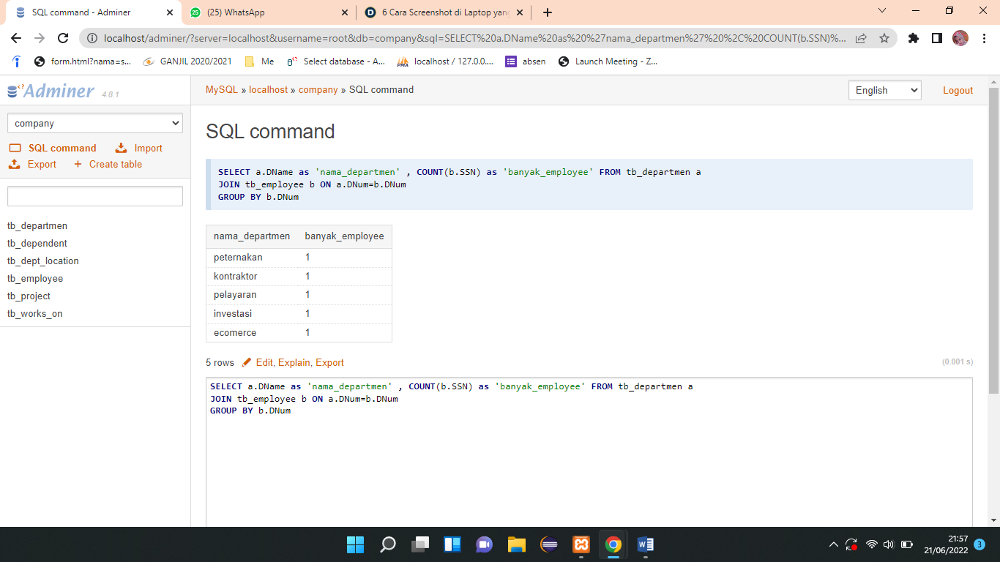 SQL command - Adminer
(25) WhatsApp
6 Cara Screenshot di Laptop yang
localhost/adminer/?server=localhost&username=root&db=company&sql=SELECT%20a.DName%20as%20%27nama_departmen%27%20%2C%20COUNT(b.SSN)%...
form.html?nama=s...
GANJIL 2020/2021
Me
Select database - A...
localhost / 127.0.0....
absen
Launch Meeting - Z...
Adminer 4.8.1
MySQL » localhost » company » SQL command
English
Logout
company
SQL command
Import
Export
Create table
tb_departmen
tb_dependent
tb_dept_location
tb_employee
tb_project
tb_works_on
SQL command
SELECT a.DName as 'nama_departmen' , COUNT(b.SSN) as 'banyak_employee' FROM tb_departmen a
JOIN tb_employee b ON a.DNum=b.DNum
GROUP BY b.DNum
nama_departmen banyak_employee
peternakan 1
kontraktor 1
pelayaran 1
investasi 1
ecomerce 1
5 rows Edit, Explain, Export (0.001 s)
SELECT a.DName as 'nama_departmen' , COUNT(b.SSN) as 'banyak_employee' FROM tb_departmen a
JOIN tb_employee b ON a.DNum=b.DNum
GROUP BY b.DNum
21:57
21/06/2022
3